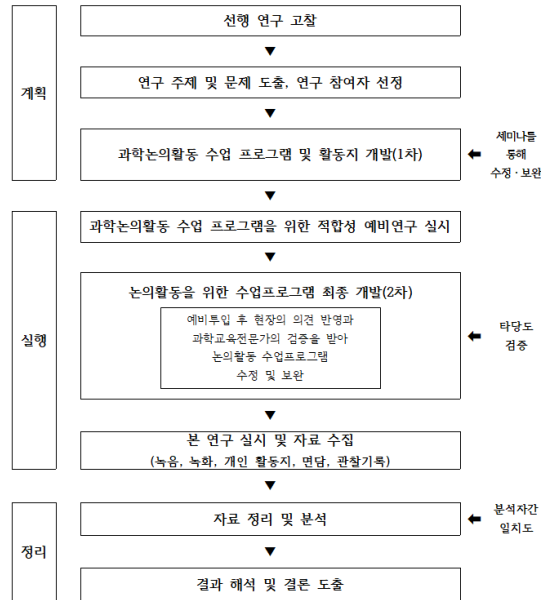 계획
선행 연구 고찰
연구 주제 및 문제 도출, 연구 참여자 선정
과학논의활동 수업 프로그램 및 활동지 개발(1차)
세미나를
통해
수정·보완
실행
과학논의활동 수업 프로그램을 위한 적합성 예비연구 실시
논의활동을 위한 수업프로그램 최종 개발(2차)
예비투입 후 현장의 의견 반영과
과학교육전문가의 검증을 받아
논의활동 수업프로그램
수정 및 보완
타당도
검증
본 연구 실시 및 자료 수집
(녹음, 녹화, 개인 활동지, 면담, 관찰기록)
정리
자료 정리 및 분석
분석자간
일치도
결과 해석 및 결론 도출